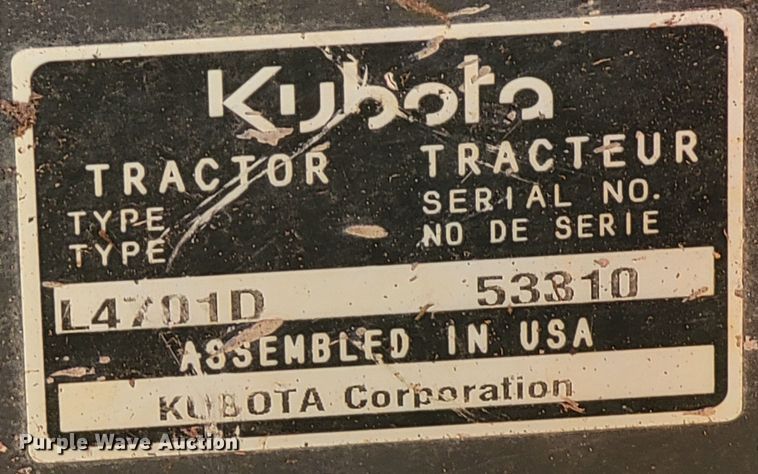 Kubota
TRACTOR TRACTEUR
TYPE SERIAL NO.
TYPE NO DE SERIE
L4701D 53310
ASSEMBLED IN USA
KUBOTA Corporation
Purple Wave Auction